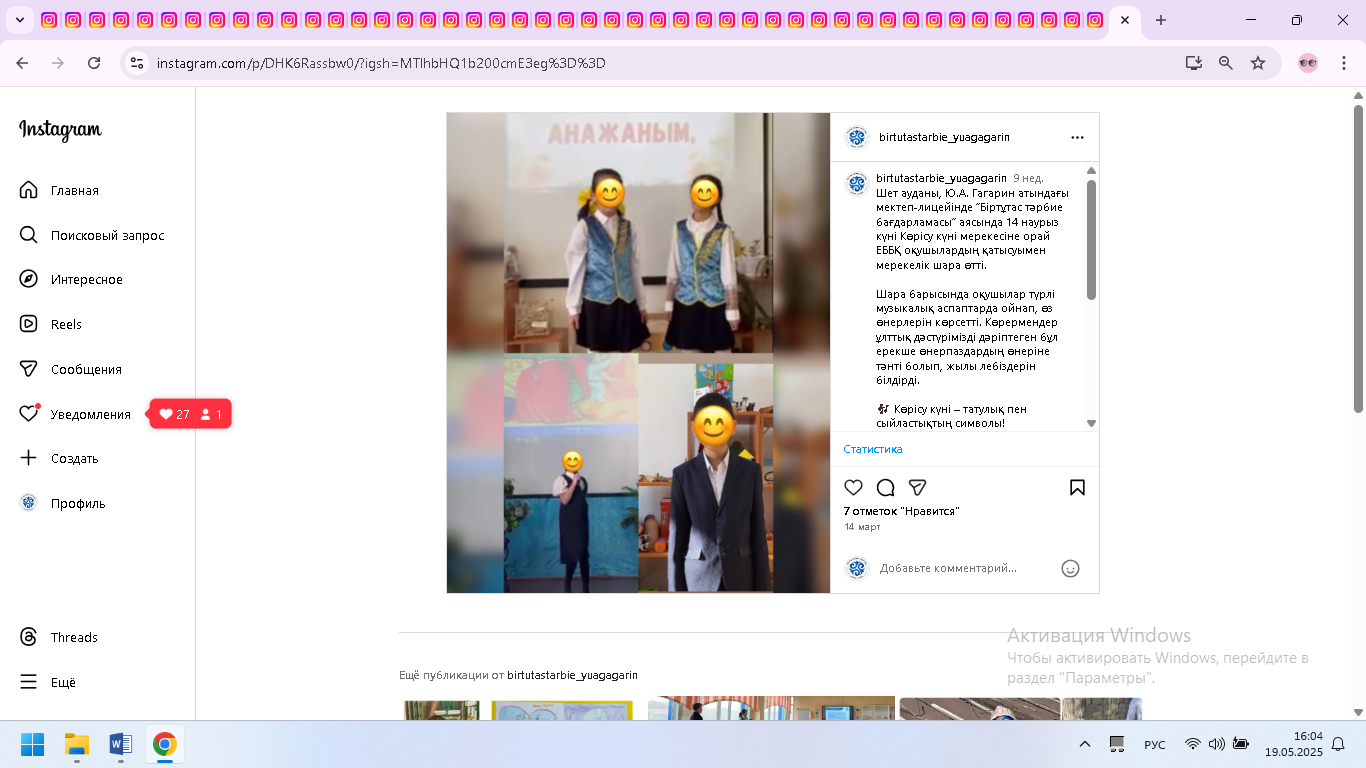 instagram.com/p/DHK6Rassbw0/?igsh=MTlhbHQ1b200cmE3eg%3D%3D
Instagram
Главная
Поисковый запрос
Интересное
Reels
Сообщения
Уведомления
27 1
Создать
Профиль
Threads
Ещё
АНАЖАНЫМ,
birtutastarbie_yuagagarin
birtutastarbie_yuagagarin 9 нед.
Шет ауданы, Ю.А. Гагарин атындағы
мектеп-лицейінде "Біртұтас тәрбие
бағдарламасы" аясында 14 наурыз
күні Көрісу күні мерекесіне орай
ЕББҚ оқушылардың қатысуымен
мерекелік шара өтті.
Шара барысында оқушылар түрлі
музыкалық аспаптарда ойнап, өз
өнерлерін көрсетті. Көрермендер
ұлттық дәстүрімізді дәріптеген бұл
ерекше өнерпаздардың өнеріне
тәнті болып, жылы лебіздерін
білдірді.
🎶 Көрісу күні – татулық пен
сыйластықтың символы!
Статистика
7 отметок "Нравится"
14 март
Добавьте комментарий...
Ещё публикации от birtutastarbie_yuagagarin
Активация Windows
Чтобы активировать Windows, перейдите в
раздел "Параметры".
РУС
16:04
19.05.2025